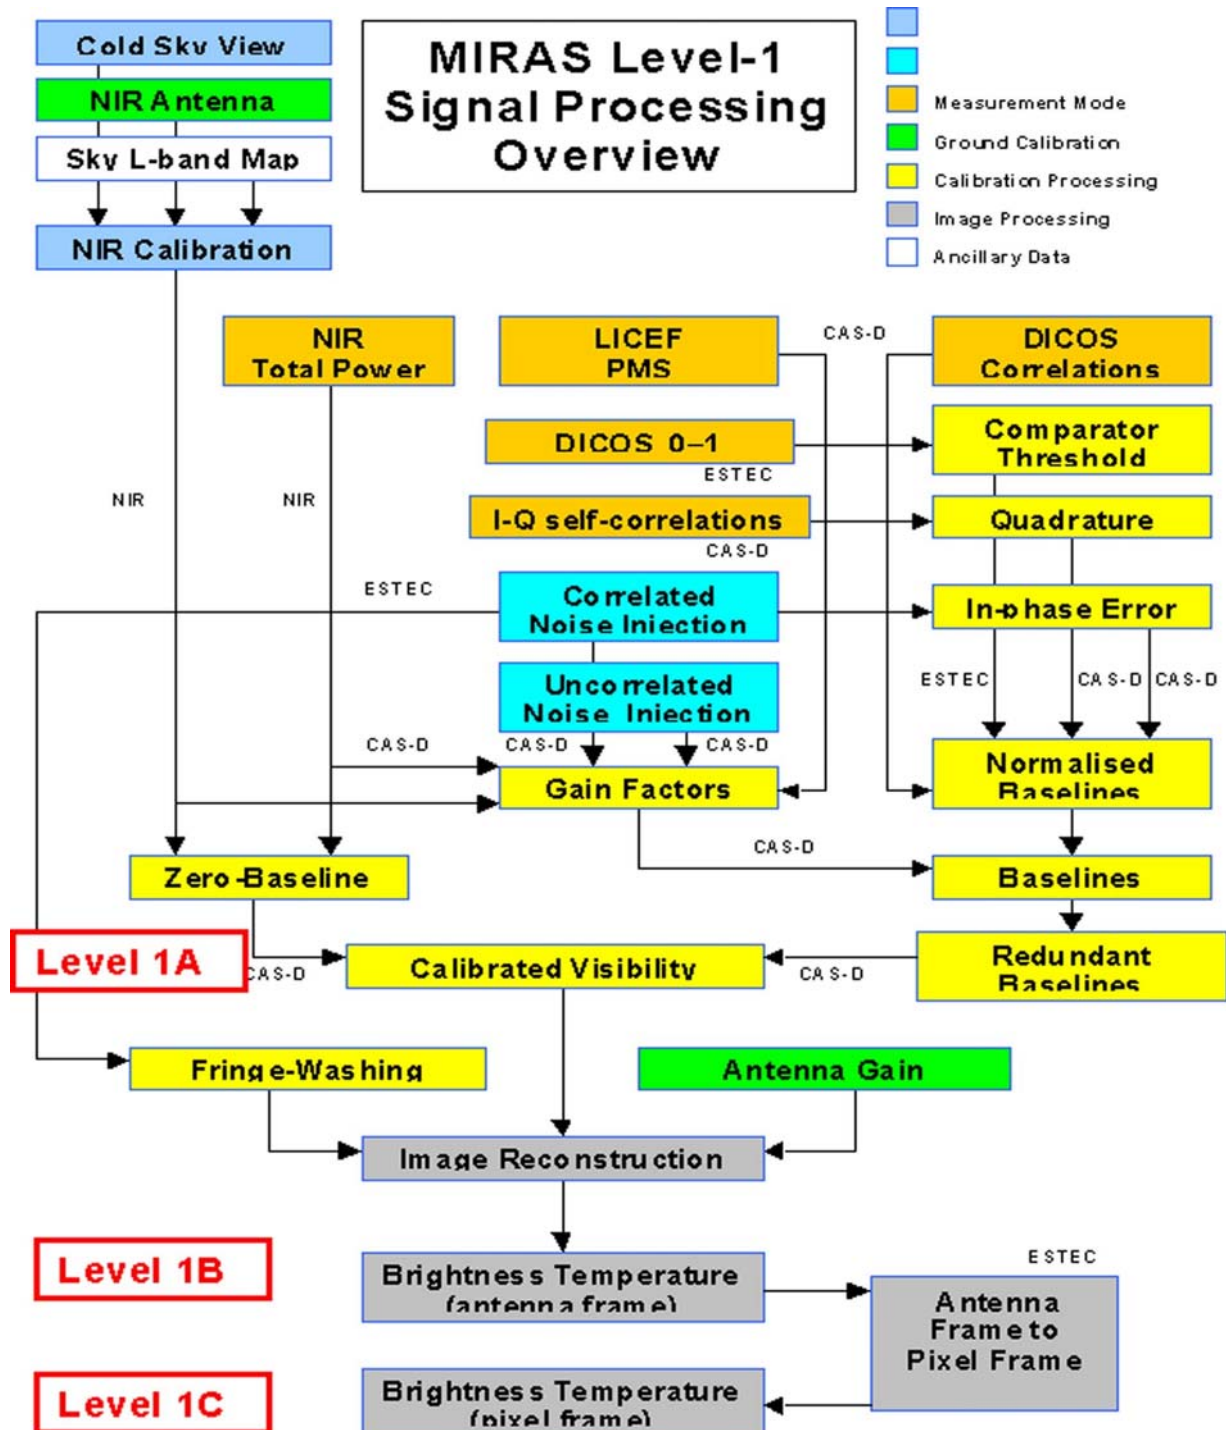 Cold Sky View
NIR Antenna
Sky L-band Map
NIR Calibration
MIRAS Level-1
Signal Processing
Overview
Measurement Mode
Ground Calibration
Calibration Processing
Image Processing
Ancillary Data
NIR
Total Power
LICEF
PMS
CAS-D
DICOS
Correlations
DICOS 0–1
ESTEC
Comparator
Threshold
NIR
NIR
I-Q self-correlations
CAS-D
Quadrature
ESTEC
Correlated
Noise Injection
In-phase Error
Uncorrelated
Noise Injection
ESTEC
CAS-D
CAS-D
CAS-D
CAS-D
CAS-D
Gain Factors
Normalised
Baselines
CAS-D
Zero-Baseline
Baselines
Level 1A
CAS-D
Calibrated Visibility
CAS-D
Redundant
Baselines
Fringe-Washing
Antenna Gain
Image Reconstruction
Level 1B
Brightness Temperature
(antenna frame)
ESTEC
Antenna
Frame to
Pixel Frame
Level 1C
Brightness Temperature
(pixel frame)